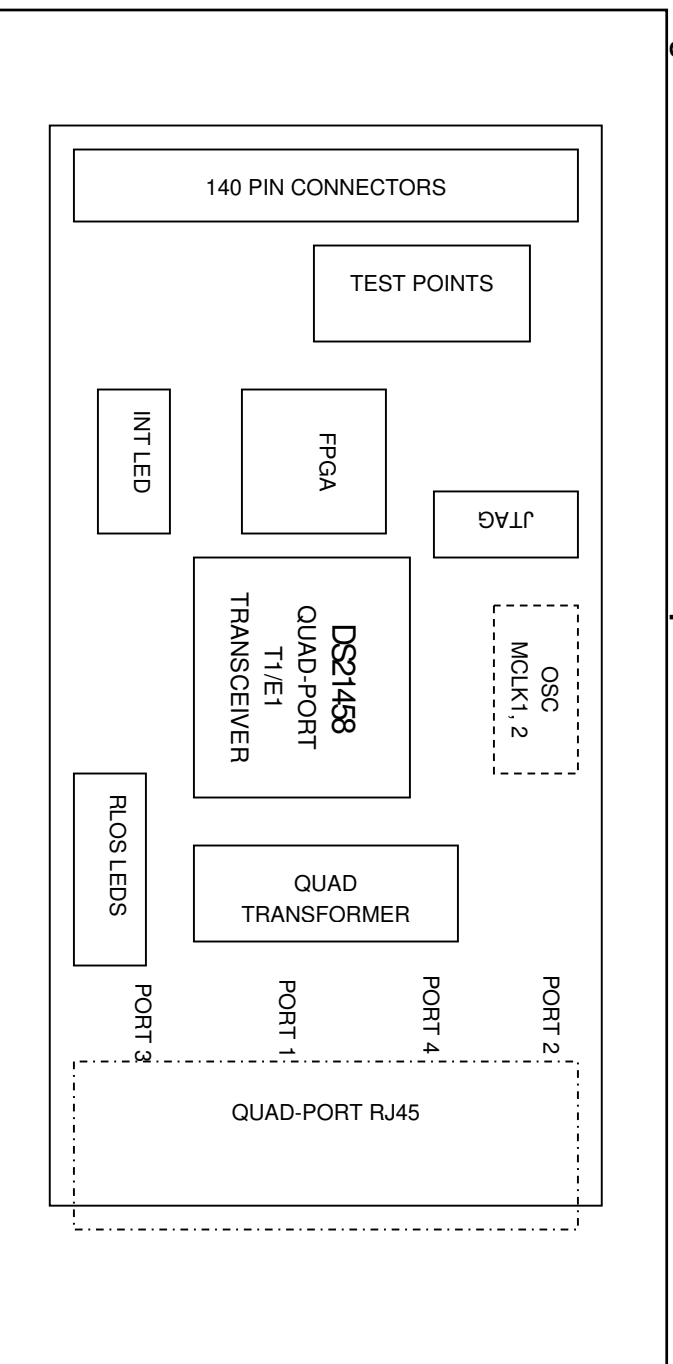 140 PIN CONNECTORS
TEST POINTS
INT LED
FPGA
JTAG
DS21458
QUAD-PORT
T1/E1
TRANSCEIVER
OSC
MCLK1, 2
RLOS LEDS
QUAD
TRANSFORMER
PORT 3
PORT 1
PORT 4
PORT 2
QUAD-PORT RJ45